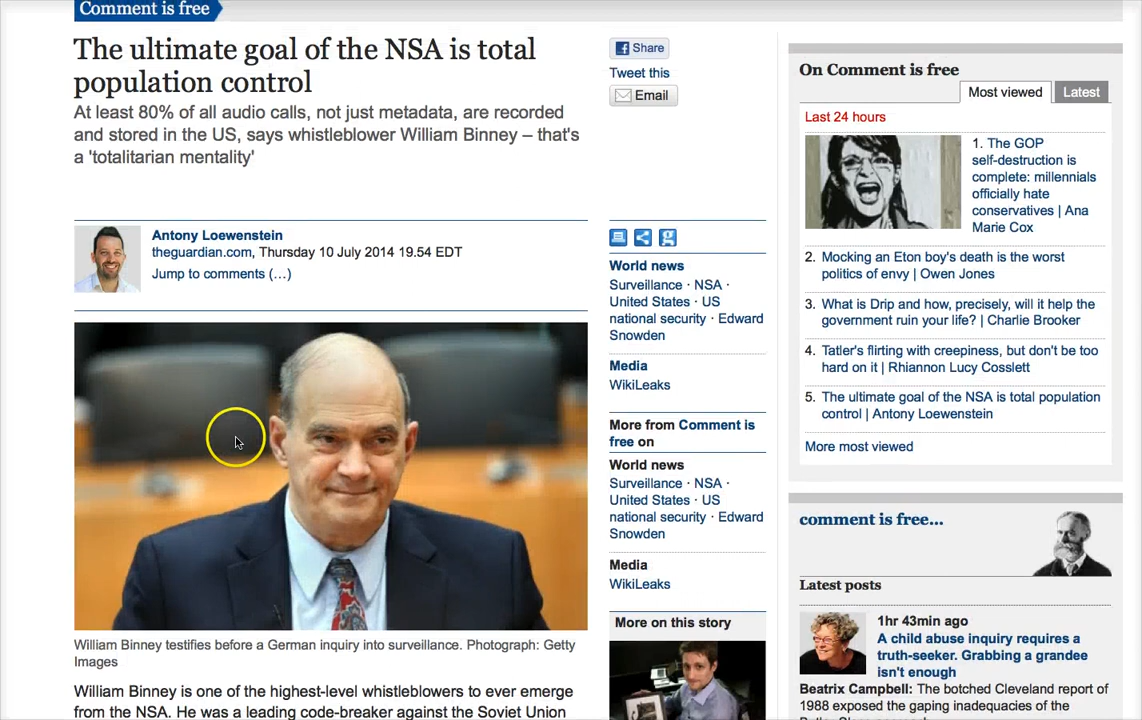 Comment is free
The ultimate goal of the NSA is total
population control
At least 80% of all audio calls, not just metadata, are recorded
and stored in the US, says whistleblower William Binney – that's
a 'totalitarian mentality'
Antony Loewenstein
theguardian.com, Thursday 10 July 2014 19.54 EDT
Jump to comments (…)
William Binney testifies before a German inquiry into surveillance. Photograph: Getty
Images
William Binney is one of the highest-level whistleblowers to ever emerge
from the NSA. He was a leading code-breaker against the Soviet Union
Share
Tweet this
Email
World news
Surveillance · NSA ·
United States · US
national security · Edward
Snowden
Media
WikiLeaks
More from Comment is
free on
World news
Surveillance · NSA ·
United States · US
national security · Edward
Snowden
Media
WikiLeaks
More on this story
On Comment is free
Most viewed
Latest
Last 24 hours
1. The GOP
self-destruction is
complete: millennials
officially hate
conservatives | Ana
Marie Cox
2. Mocking an Eton boy's death is the worst
politics of envy | Owen Jones
3. What is Drip and how, precisely, will it help the
government ruin your life? | Charlie Brooker
4. Tatler's flirting with creepiness, but don't be too
hard on it | Rhiannon Lucy Cosslett
5. The ultimate goal of the NSA is total population
control | Antony Loewenstein
More most viewed
comment is free…
Latest posts
1hr 43min ago
A child abuse inquiry requires a
truth-seeker. Grabbing a grandee
isn't enough
Beatrix Campbell: The botched Cleveland report of
1988 exposed the gaping inadequacies of the